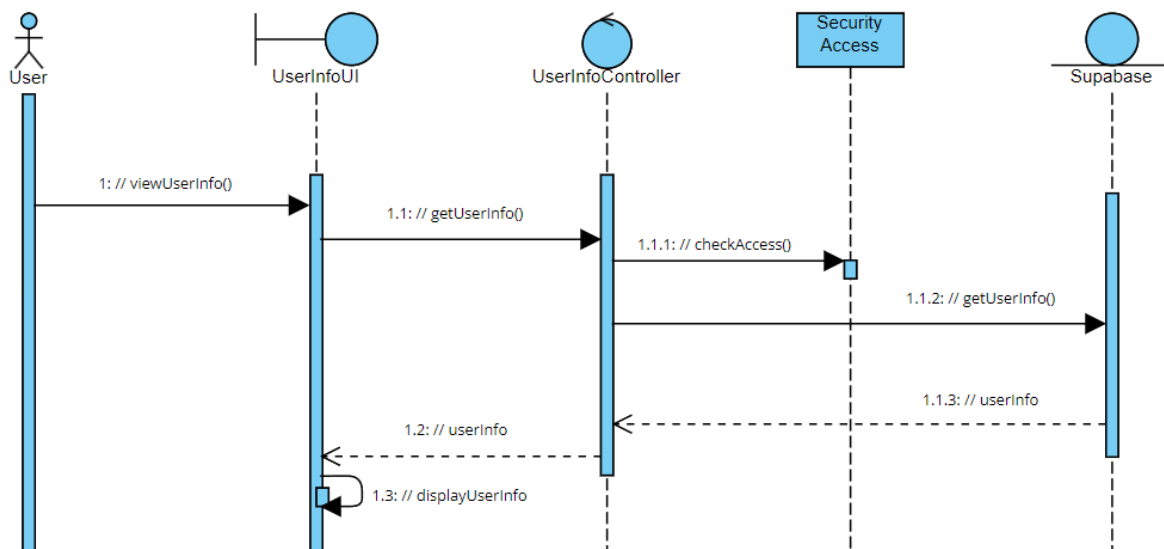 Security
Access
User
UserInfoUI
UserInfoController
Supabase
1: // viewUserInfo()
1.1: // getUserInfo()
1.1.1: // checkAccess()
1.1.2: // getUserInfo()
1.1.3: // userInfo
1.2: // userInfo
1.3: // displayUserInfo